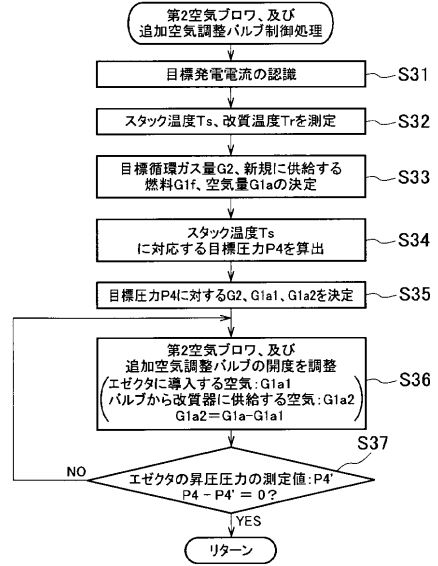 第2空気ブロワ、及び
追加空気調整バルブ制御処理
目標発電電流の認識
S31
スタック温度Ts、改質温度Trを測定
S32
目標循環ガス量G2、新規に供給する
燃料G1f、空気量G1aの決定
S33
スタック温度Ts
に対応する目標圧力P4を算出
S34
目標圧力P4に対するG2、G1a1、G1a2を決定
S35
第2空気ブロワ、及び
追加空気調整バルブの開度を調整
エゼクタに導入する空気:G1a1
バルブから改質器に供給する空気:G1a2
G1a2=G1a-G1a1
S36
S37
NO
エゼクタの昇圧圧力の測定値:P4'
P4-P4'=0?
YES
リターン